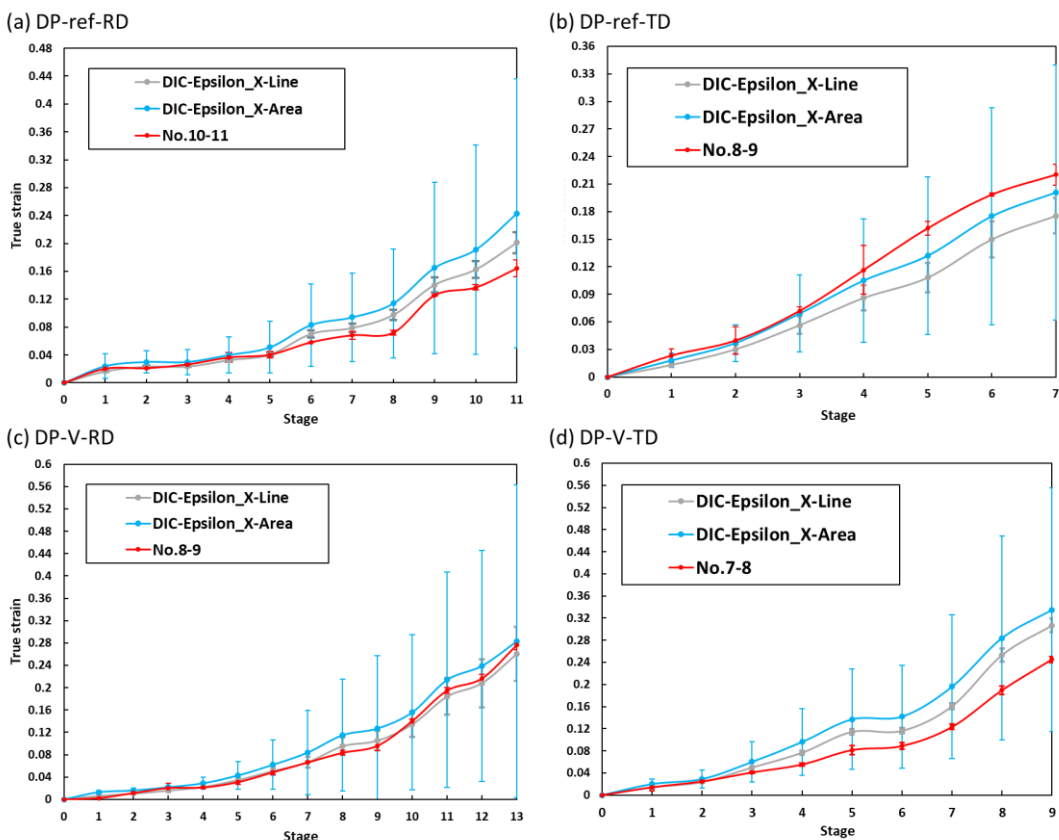 (a) DP-ref-RD
0.48
0.44
0.4
0.36
0.32
0.28
0.24
0.2
0.16
0.12
0.08
0.04
0
True strain
DIC-Epsilon_X-Line
DIC-Epsilon_X-Area
No.10-11
0 1 2 3 4 5 6 7 8 9 10 11
Stage
(b) DP-ref-TD
0.36
0.33
0.3
0.27
0.24
0.21
0.18
0.15
0.12
0.09
0.06
0.03
0
DIC-Epsilon_X-Line
DIC-Epsilon_X-Area
No.8-9
0 1 2 3 4 5 6 7
Stage
(c) DP-V-RD
0.6
0.56
0.52
0.48
0.44
0.4
0.36
0.32
0.28
0.24
0.2
0.16
0.12
0.08
0.04
0
True strain
DIC-Epsilon_X-Line
DIC-Epsilon_X-Area
No.8-9
0 1 2 3 4 5 6 7 8 9 10 11 12 13
Stage
(d) DP-V-TD
0.6
0.56
0.52
0.48
0.44
0.4
0.36
0.32
0.28
0.24
0.2
0.16
0.12
0.08
0.04
0
DIC-Epsilon_X-Line
DIC-Epsilon_X-Area
No.7-8
0 1 2 3 4 5 6 7 8 9
Stage